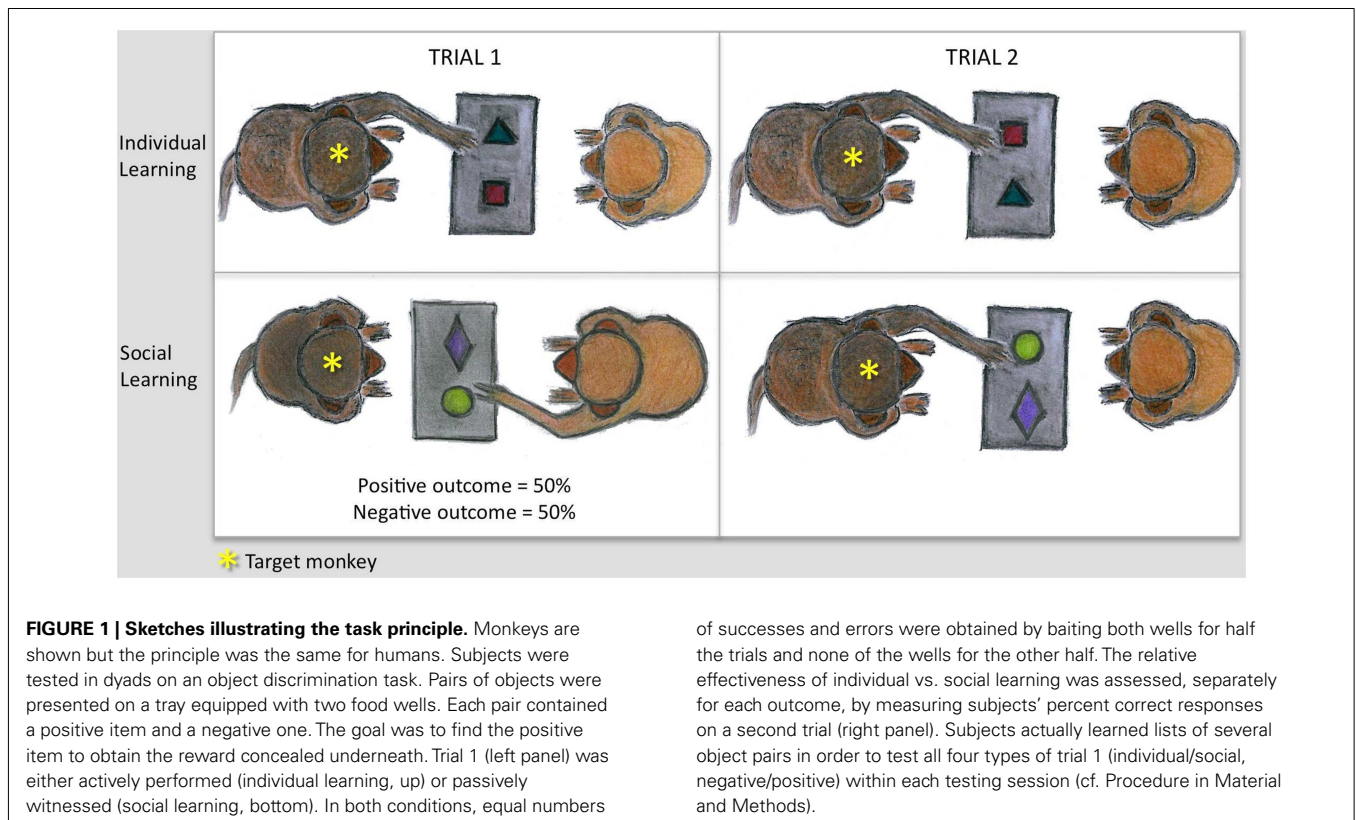 TRIAL 1
TRIAL 2
Individual
Learning
Social
Learning
Positive outcome = 50%
Negative outcome = 50%
* Target monkey
FIGURE 1 | Sketches illustrating the task principle. Monkeys are
shown but the principle was the same for humans. Subjects were
tested in dyads on an object discrimination task. Pairs of objects were
presented on a tray equipped with two food wells. Each pair contained
a positive item and a negative one. The goal was to find the positive
item to obtain the reward concealed underneath. Trial 1 (left panel) was
either actively performed (individual learning, up) or passively
witnessed (social learning, bottom). In both conditions, equal numbers
of successes and errors were obtained by baiting both wells for half
the trials and none of the wells for the other half. The relative
effectiveness of individual vs. social learning was assessed, separately
for each outcome, by measuring subjects' percent correct responses
on a second trial (right panel). Subjects actually learned lists of several
object pairs in order to test all four types of trial 1 (individual/social,
negative/positive) within each testing session (cf. Procedure in Material
and Methods).